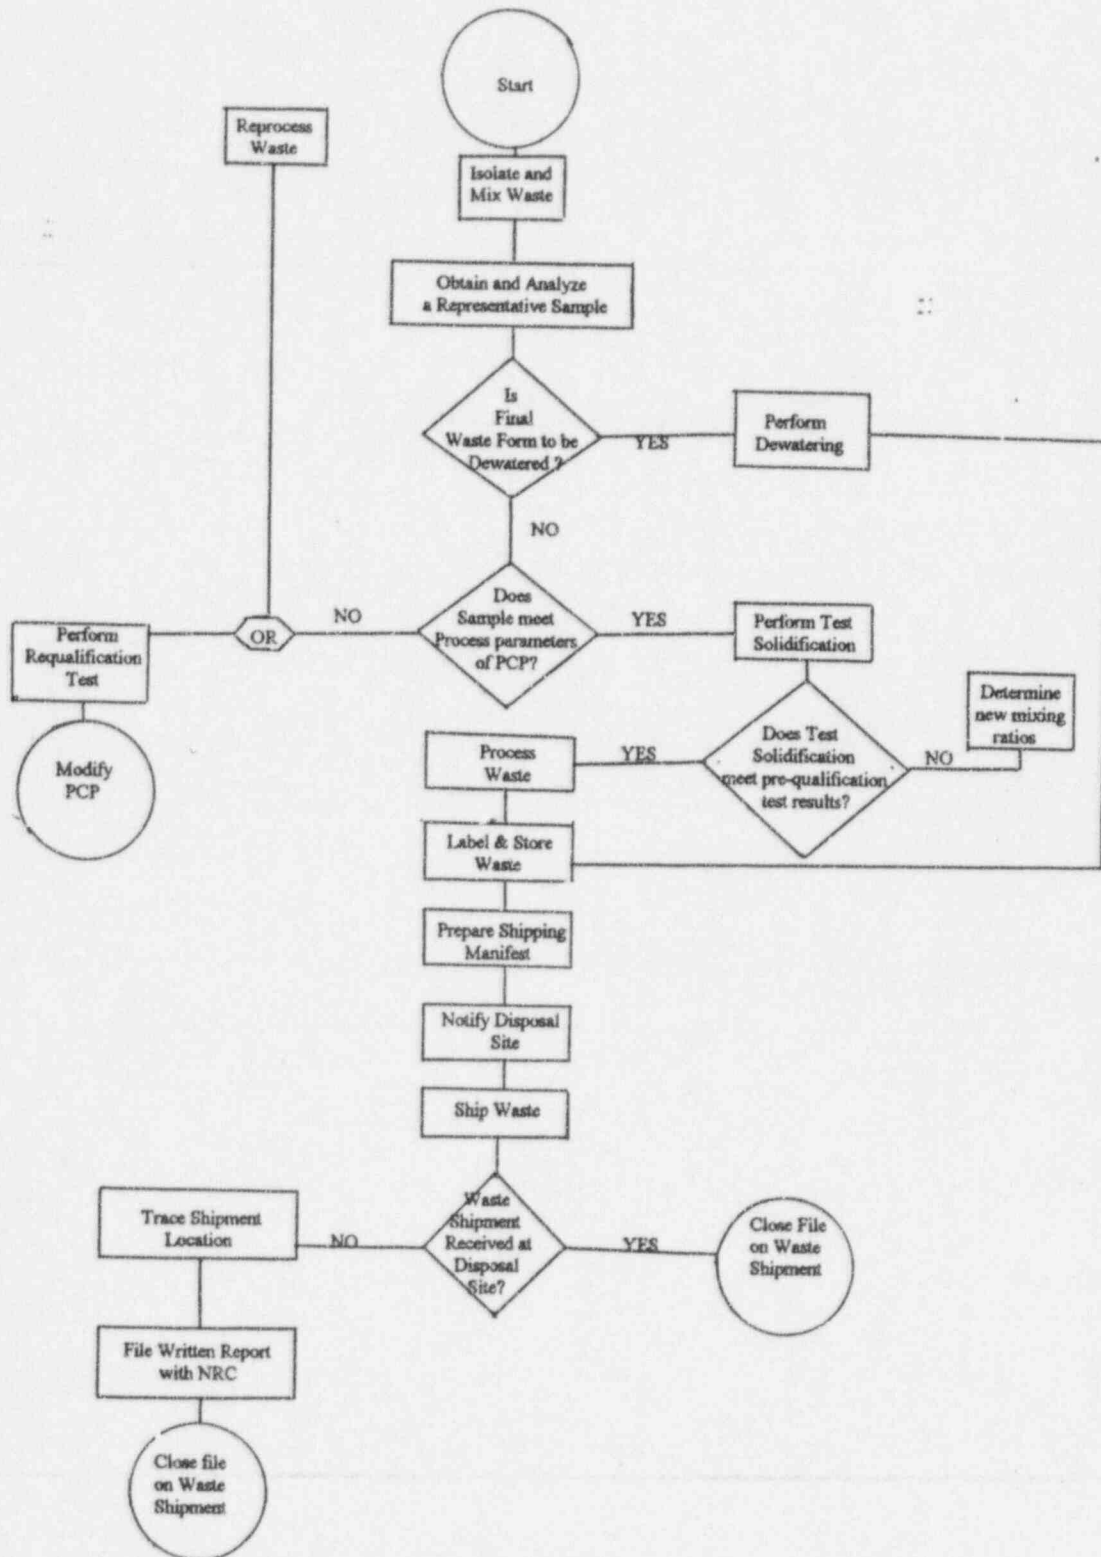 Start
Reprocess
Waste
Isolate and
Mix Waste
Obtain and Analyze
a Representative Sample
Is
Final
Waste Form to be
Dewatered ?
YES
Perform
Dewatering
NO
Does
Sample meet
Process parameters
of PCP?
NO
OR
Perform
Requalification
Test
Modify
PCP
YES
Perform Test
Solidification
Determine
new mixing
ratios
Does Test
Solidification
meet pre-qualification
test results?
NO
YES
Process
Waste
Label & Store
Waste
Prepare Shipping
Manifest
Notify Disposal
Site
Ship Waste
Waste
Shipment
Received at
Disposal
Site?
NO
Trace Shipment
Location
YES
Close File
on Waste
Shipment
File Written Report
with NRC
Close file
on Waste
Shipment